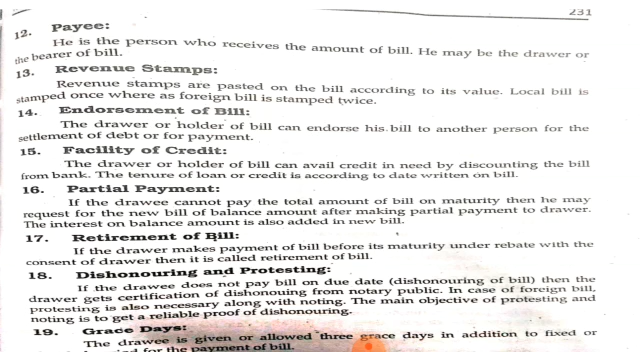 231
12. Payee:
He is the person who receives the amount of bill. He may be the drawer or
the bearer of bill.
13. Revenue Stamps:
Revenue stamps are pasted on the bill according to its value. Local bill is
stamped once where as foreign bill is stamped twice.
14. Endorsement of Bill:
The drawer or holder of bill can endorse his bill to another person for the
settlement of debt or for payment.
15. Facility of Credit:
The drawer or holder of bill can avail credit in need by discounting the bill
from bank. The tenure of loan or credit is according to date written on bill.
16. Partial Payment:
If the drawee cannot pay the total amount of bill on maturity then he may
request for the new bill of balance amount after making partial payment to drawer.
The interest on balance amount is also added in new bill.
17. Retirement of Bill:
If the drawer makes payment of bill before its maturity under rebate with the
consent of drawer then it is called retirement of bill.
18. Dishonouring and Protesting:
If the drawee does not pay bill on due date (dishonouring of bill) then the
drawer gets certification of dishonouing from notary public. In case of foreign bill,
protesting is also necessary along with noting. The main objective of protesting and
noting is to get a reliable proof of dishonouring.
19. Grace Days:
The drawee is given or allowed three grace days in addition to fixed or
for the payment of bill.